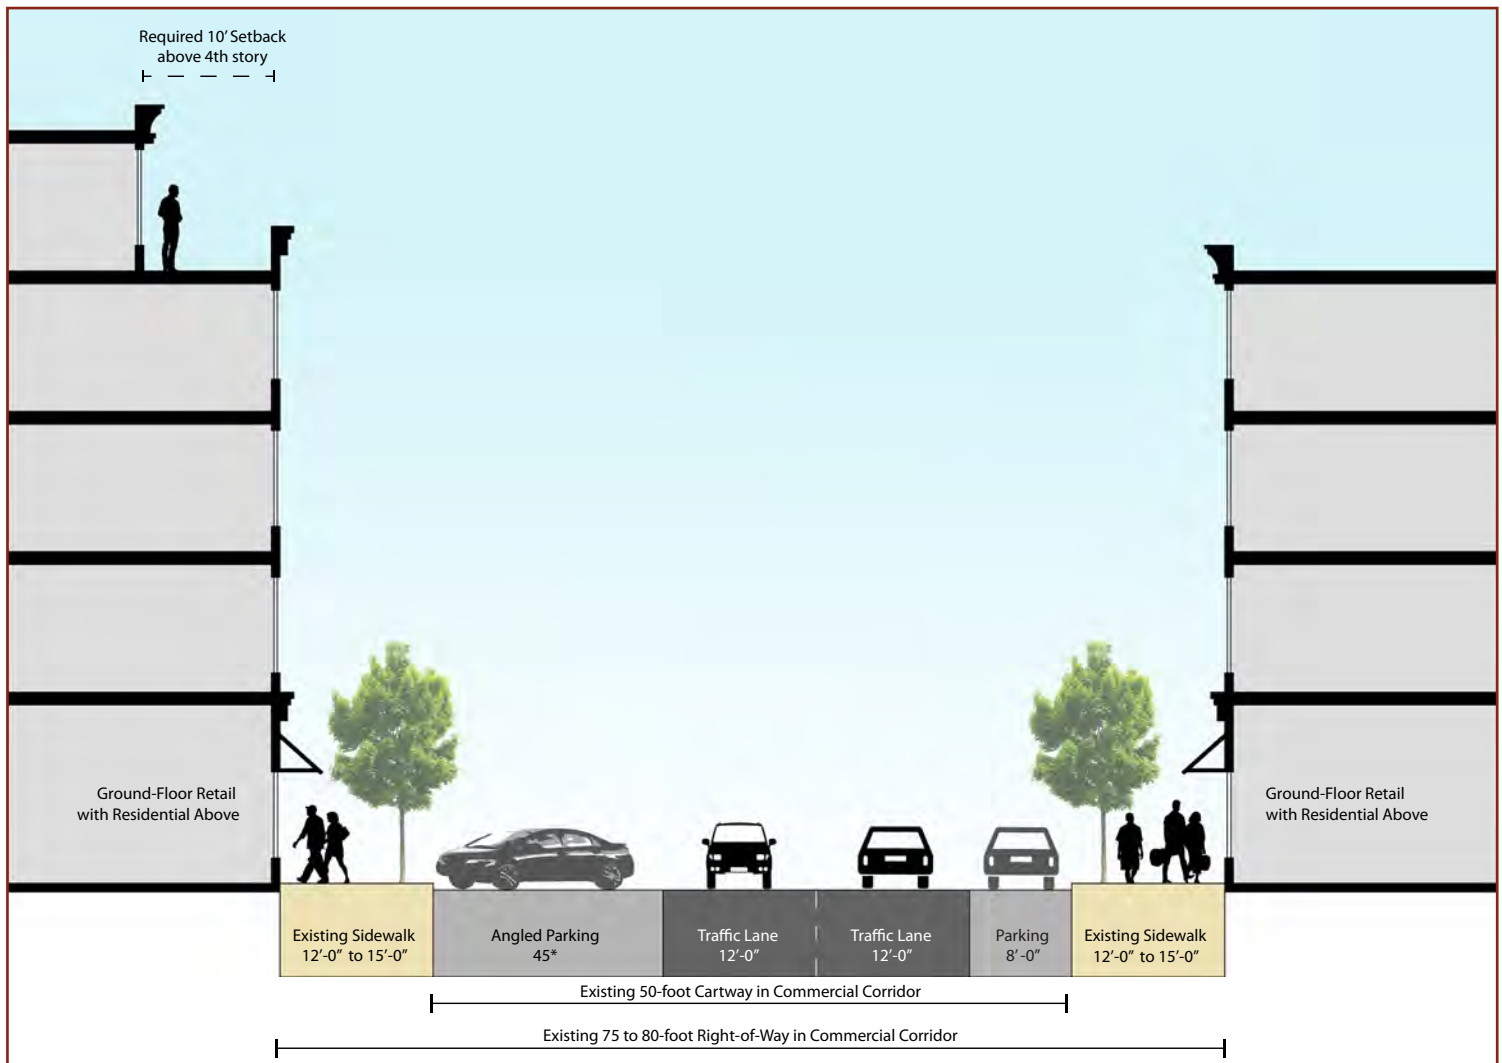 Required 10' Setback
above 4th story
Ground-Floor Retail
with Residential Above
Ground-Floor Retail
with Residential Above
Existing Sidewalk
12'-0" to 15'-0"
Angled Parking
45*
Traffic Lane
12'-0"
Traffic Lane
12'-0"
Parking
8'-0"
Existing Sidewalk
12'-0" to 15'-0"
Existing 50-foot Cartway in Commercial Corridor
Existing 75 to 80-foot Right-of-Way in Commercial Corridor